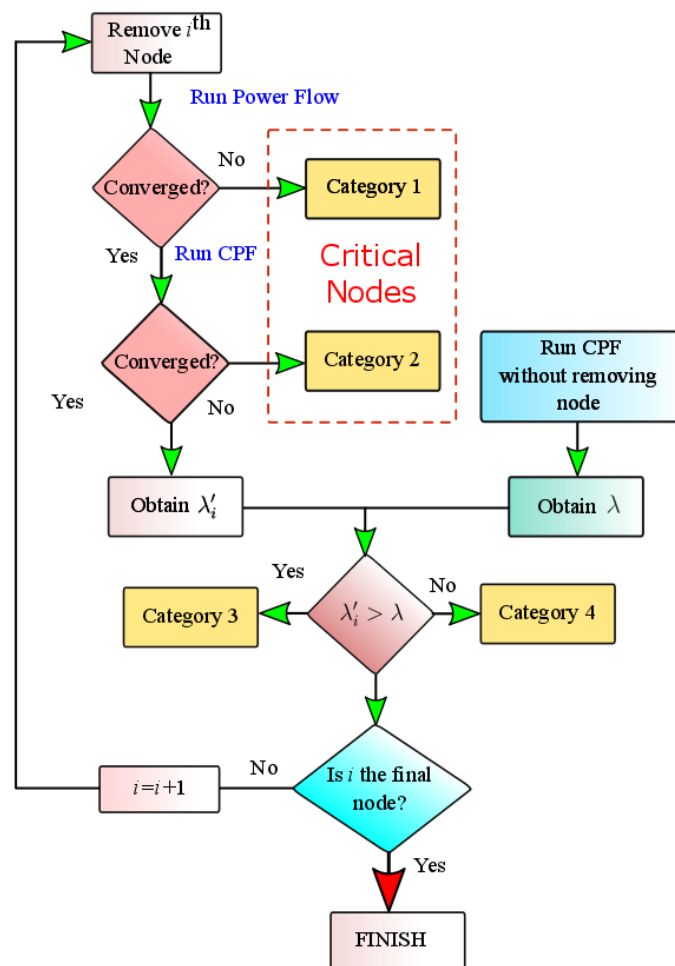 Remove iᵗʰ
Node
Run Power Flow
Converged?
No
Category 1
Yes
Run CPF
Critical
Nodes
Converged?
No
Category 2
Yes
Run CPF
without removing
node
Obtain λ′ᵢ
Obtain λ
λ′ᵢ > λ
Yes
Category 3
No
Category 4
Is i the final
node?
No
i=i+1
Yes
FINISH